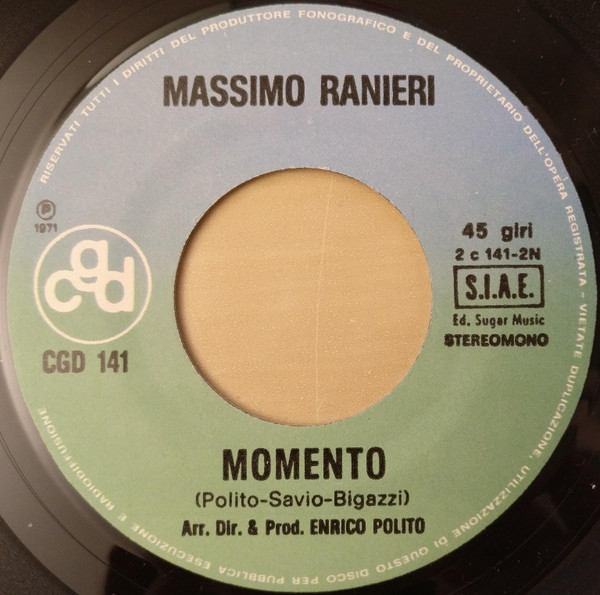 RISERVATI TUTTI I DIRITTI DEL PRODUTTORE FONOGRAFICO E DEL PROPRIETARIO DELL'OPERA REGISTRATA - VIETATE DUPLICAZIONE, UTILIZZAZIONE DI QUESTO DISCO PER PUBBLICA ESECUZIONE E RADIODIFFUSIONE
MASSIMO RANIERI
℗
1971
cgd
CGD 141
45 giri
2 c 141-2N
S.I.A.E.
Ed. Sugar Music
STEREOMONO
MOMENTO
(Polito-Savio-Bigazzi)
Arr. Dir. & Prod. ENRICO POLITO